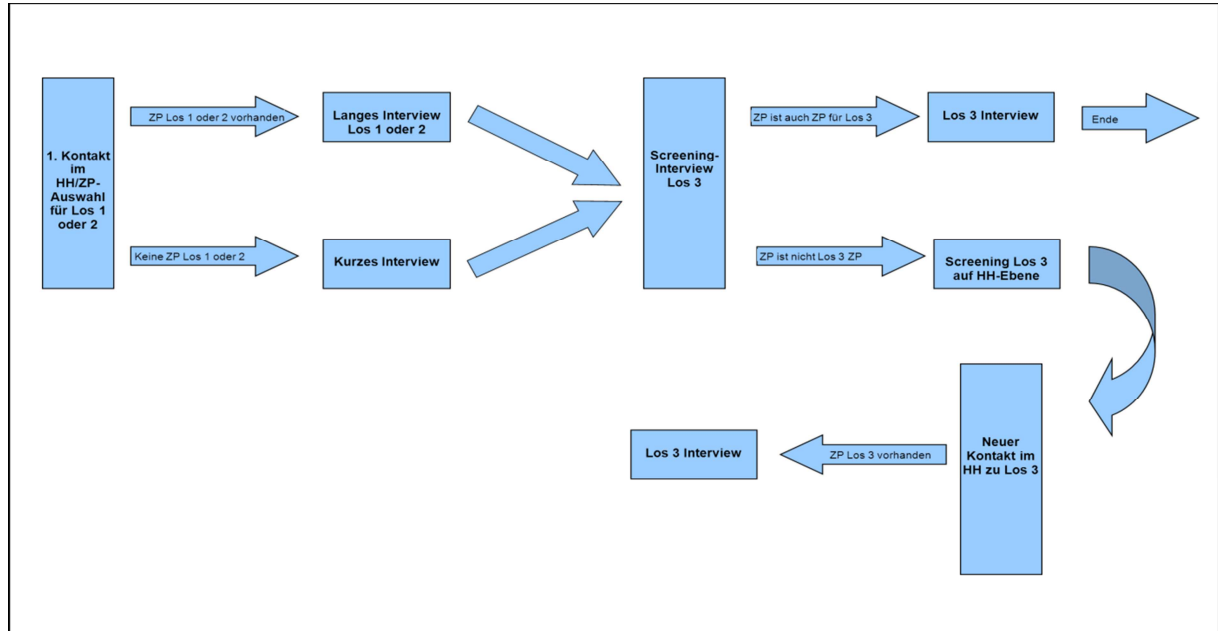 1. Kontakt
im
HH/ZP-
Auswahl
für Los 1
oder 2
ZP Los 1 oder 2 vorhanden
Langes Interview
Los 1 oder 2
Keine ZP Los 1 oder 2
Kurzes Interview
Screening-
Interview
Los 3
ZP ist auch ZP für Los 3
Los 3 Interview
Ende
ZP ist nicht Los 3 ZP
Screening Los 3
auf HH-Ebene
Neuer
Kontakt im
HH zu Los 3
ZP Los 3 vorhanden
Los 3 Interview